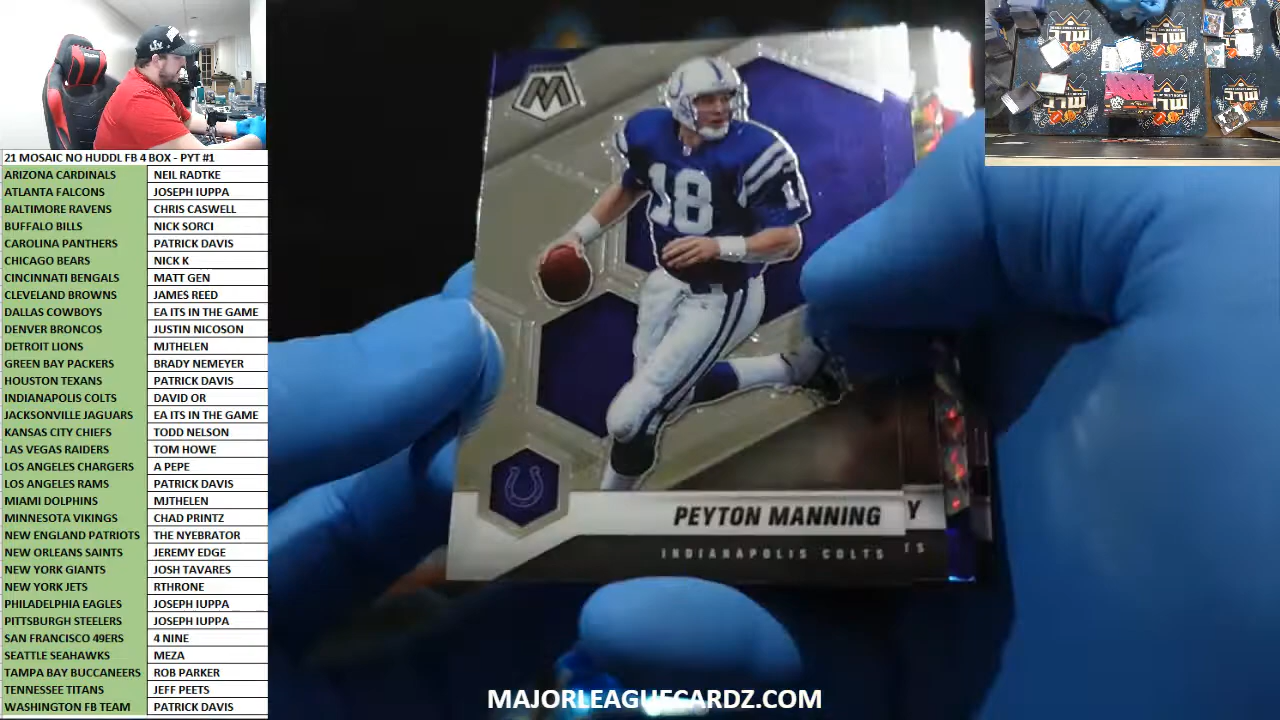 21 MOSAIC NO HUDDL FB 4 BOX - PYT #1
ARIZONA CARDINALS NEIL RADTKE
ATLANTA FALCONS JOSEPH IUPPA
BALTIMORE RAVENS CHRIS CASWELL
BUFFALO BILLS NICK SORCI
CAROLINA PANTHERS PATRICK DAVIS
CHICAGO BEARS NICK K
CINCINNATI BENGALS MATT GEN
CLEVELAND BROWNS JAMES REED
DALLAS COWBOYS EA ITS IN THE GAME
DENVER BRONCOS JUSTIN NICOSON
DETROIT LIONS MJTHELEN
GREEN BAY PACKERS BRADY NEMEYER
HOUSTON TEXANS PATRICK DAVIS
INDIANAPOLIS COLTS DAVID OR
JACKSONVILLE JAGUARS EA ITS IN THE GAME
KANSAS CITY CHIEFS TODD NELSON
LAS VEGAS RAIDERS TOM HOWE
LOS ANGELES CHARGERS A PEPE
LOS ANGELES RAMS PATRICK DAVIS
MIAMI DOLPHINS MJTHELEN
MINNESOTA VIKINGS CHAD PRINTZ
NEW ENGLAND PATRIOTS THE NYEBRATOR
NEW ORLEANS SAINTS JEREMY EDGE
NEW YORK GIANTS JOSH TAVARES
NEW YORK JETS RTHRONE
PHILADELPHIA EAGLES JOSEPH IUPPA
PITTSBURGH STEELERS JOSEPH IUPPA
SAN FRANCISCO 49ERS 4 NINE
SEATTLE SEAHAWKS MEZA
TAMPA BAY BUCCANEERS ROB PARKER
TENNESSEE TITANS JEFF PEETS
WASHINGTON FB TEAM PATRICK DAVIS
M
18
PEYTON MANNING
Y
INDIANAPOLIS COLTS
TS
MAJORLEAGUECARDZ.COM
MLC